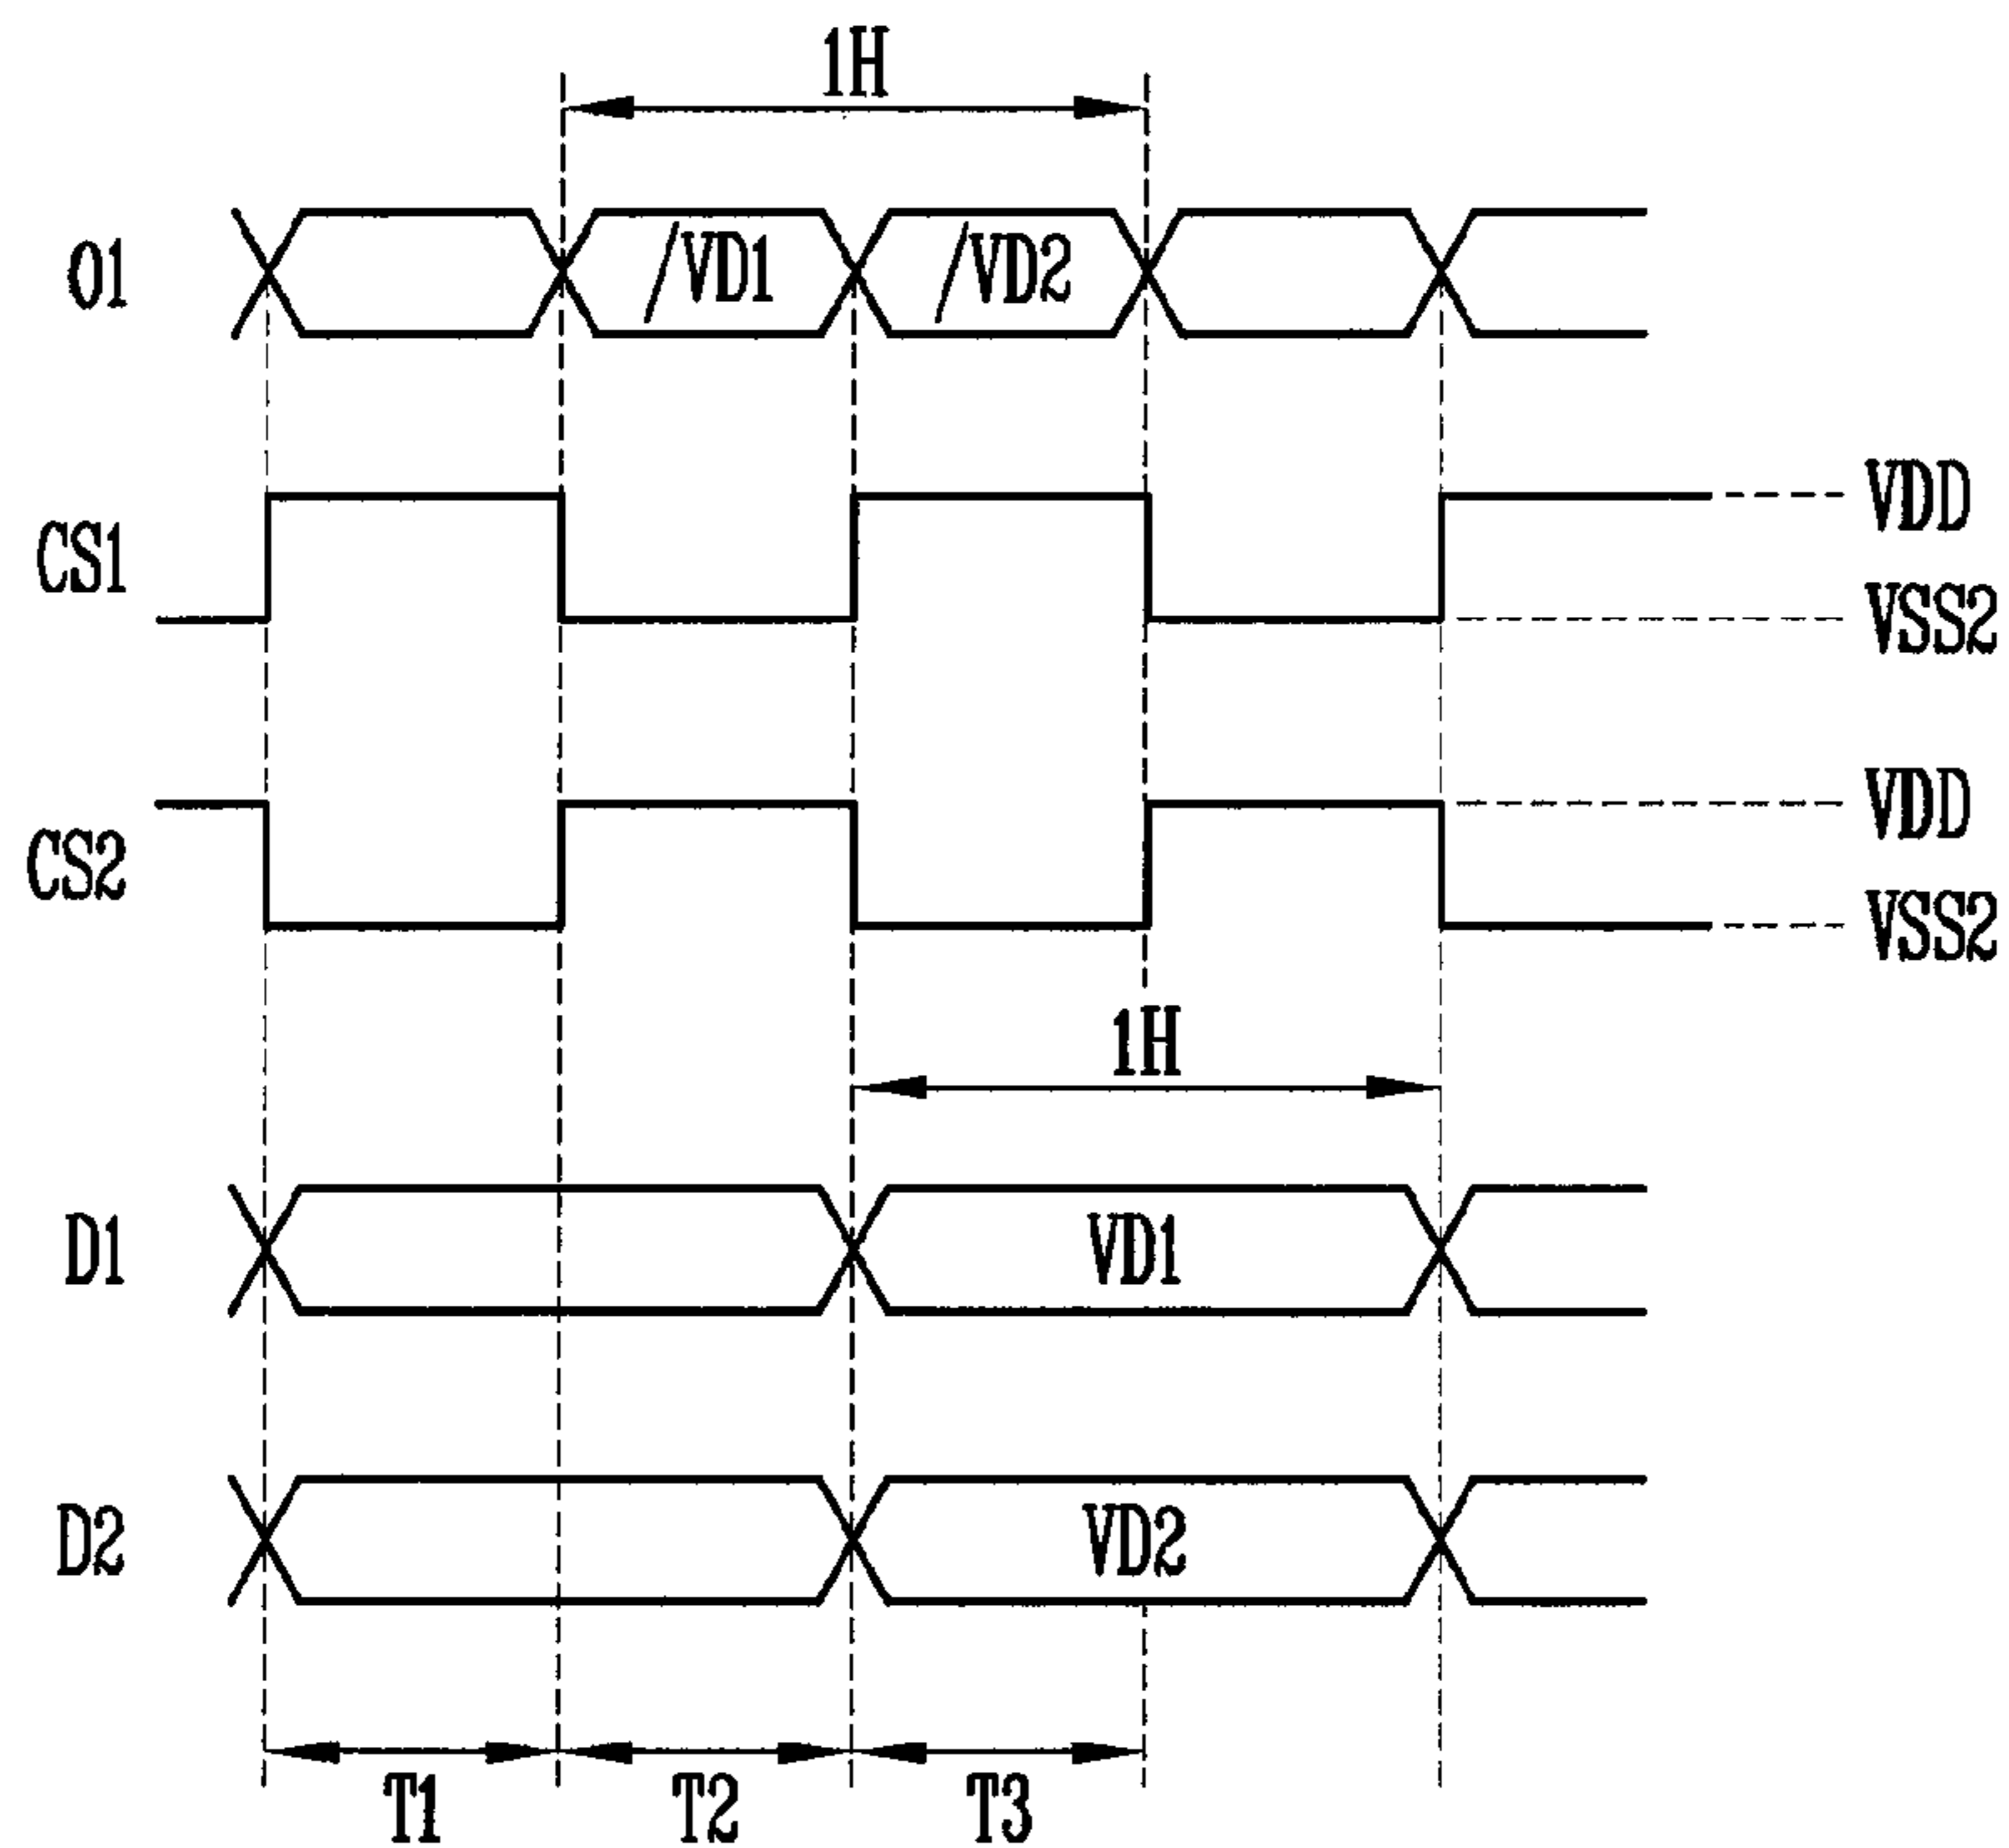 1H
O1 /VD1 /VD2
VDD
CS1
VSS2
VDD
CS2
VSS2
1H
D1 VD1
D2 VD2
T1 T2 T3